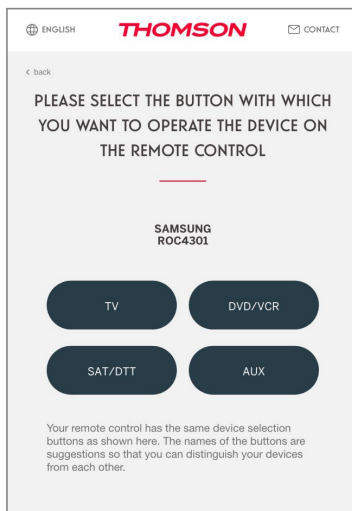 ENGLISH THOMSON CONTACT
< back
PLEASE SELECT THE BUTTON WITH WHICH
YOU WANT TO OPERATE THE DEVICE ON
THE REMOTE CONTROL
SAMSUNG
ROC4301
TV DVD/VCR
SAT/DTT AUX
Your remote control has the same device selection
buttons as shown here. The names of the buttons are
suggestions so that you can distinguish your devices
from each other.